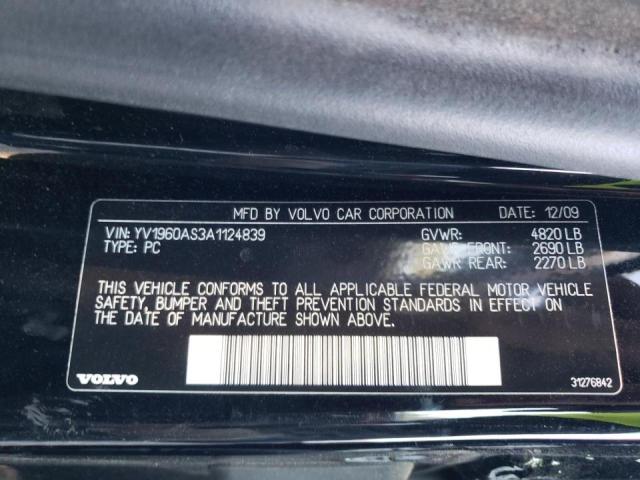 MFD BY VOLVO CAR CORPORATION DATE: 12/09
VIN: YV1960AS3A1124839 GVWR: 4820 LB
TYPE: PC GAWR FRONT: 2690 LB
GAWR REAR: 2270 LB
THIS VEHICLE CONFORMS TO ALL APPLICABLE FEDERAL MOTOR VEHICLE
SAFETY, BUMPER AND THEFT PREVENTION STANDARDS IN EFFECT ON
THE DATE OF MANUFACTURE SHOWN ABOVE.
VOLVO 31276842